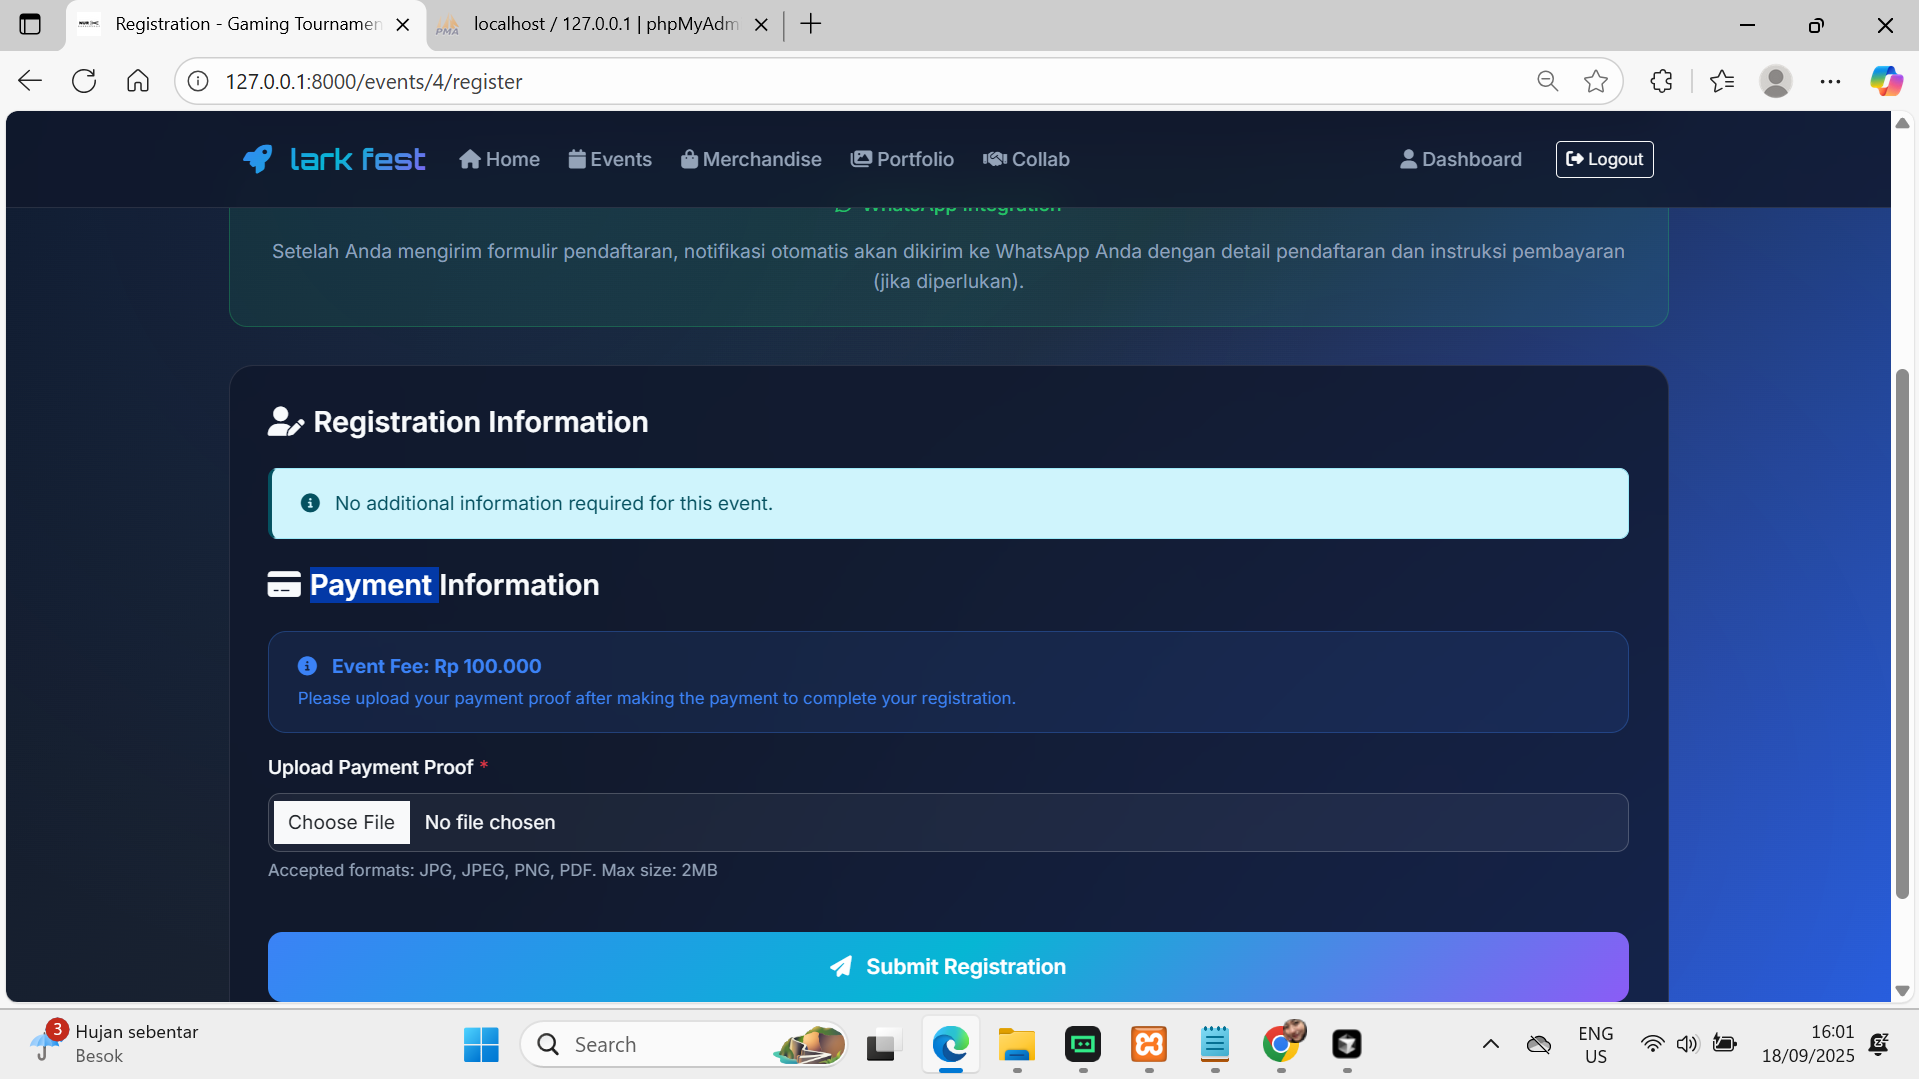 Registration - Gaming Tournamen
localhost / 127.0.0.1 | phpMyAdm
127.0.0.1:8000/events/4/register
lark fest
Home
Events
Merchandise
Portfolio
Collab
Dashboard
Logout
WhatsApp Integration
Setelah Anda mengirim formulir pendaftaran, notifikasi otomatis akan dikirim ke WhatsApp Anda dengan detail pendaftaran dan instruksi pembayaran
(jika diperlukan).
Registration Information
No additional information required for this event.
Payment Information
Event Fee: Rp 100.000
Please upload your payment proof after making the payment to complete your registration.
Upload Payment Proof *
Choose File No file chosen
Accepted formats: JPG, JPEG, PNG, PDF. Max size: 2MB
Submit Registration
3
Hujan sebentar
Besok
Search
ENG
US
16:01
18/09/2025